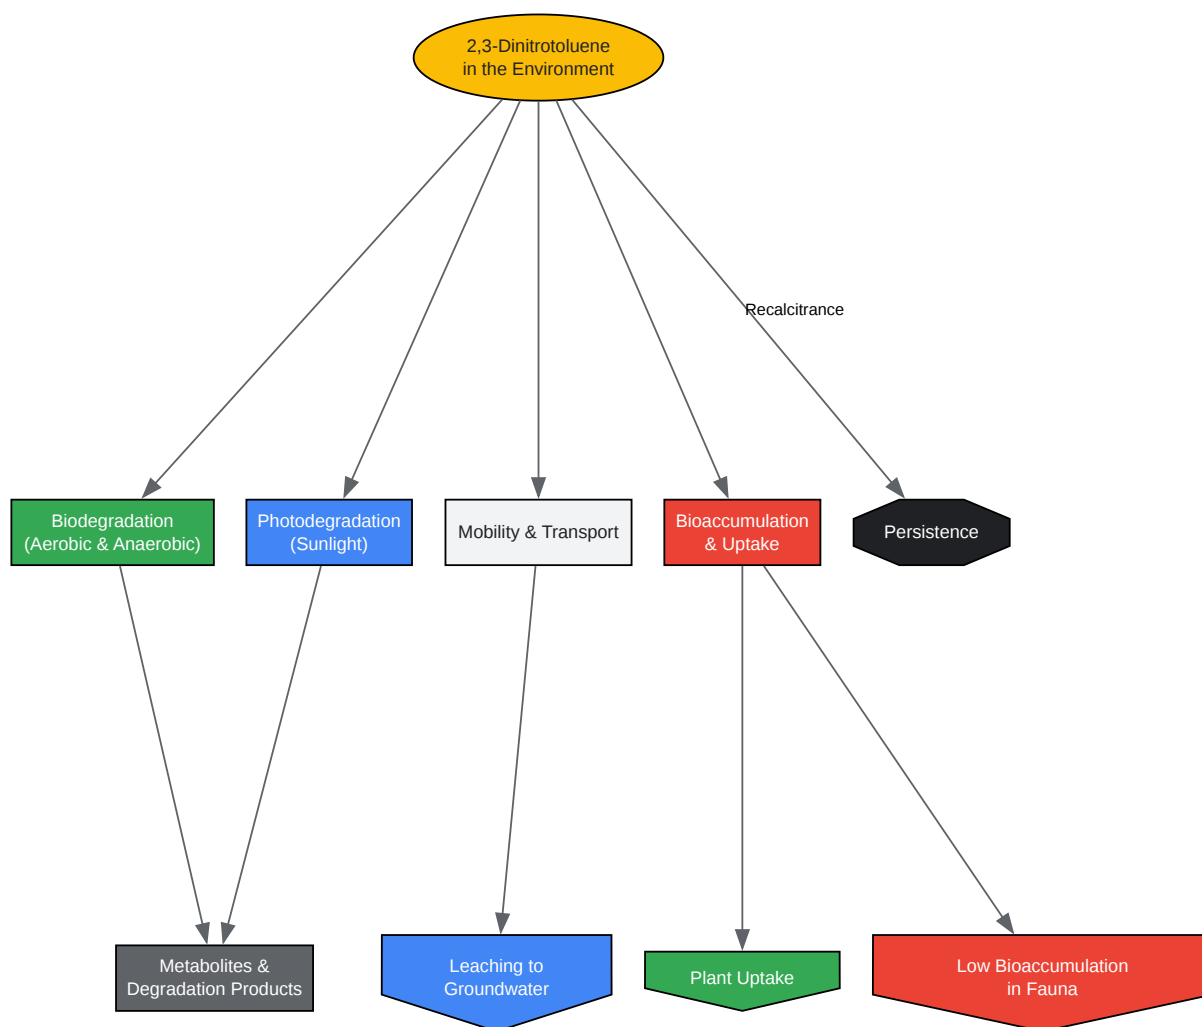 2,3-Dinitrotoluene
in the Environment
Recalcitrance
Biodegradation
(Aerobic & Anaerobic)
Photodegradation
(Sunlight)
Mobility & Transport
Bioaccumulation
& Uptake
Persistence
Metabolites &
Degradation Products
Leaching to
Groundwater
Plant Uptake
Low Bioaccumulation
in Fauna